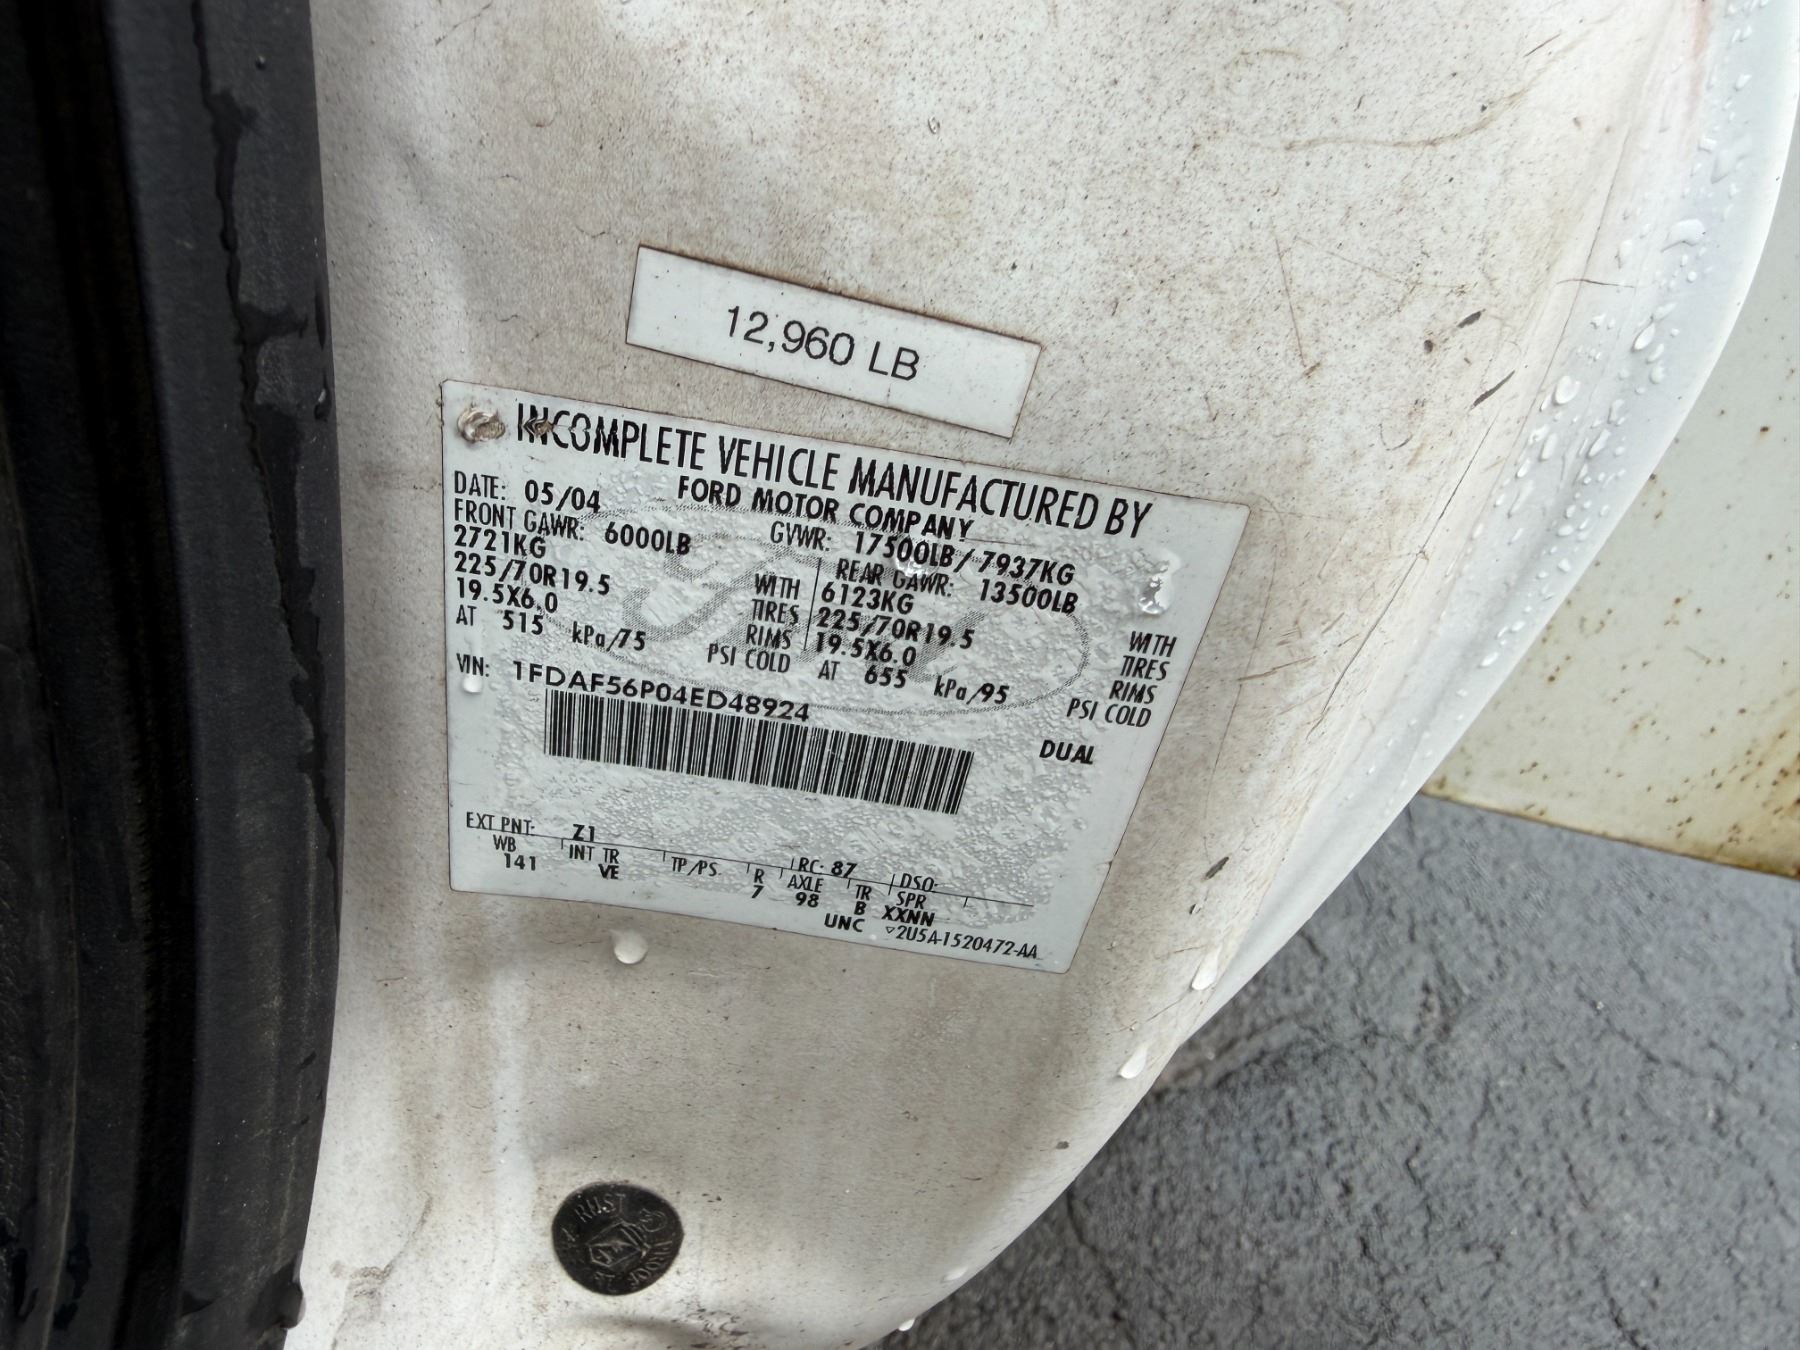 12,960 LB
INCOMPLETE VEHICLE MANUFACTURED BY
FORD MOTOR COMPANY
DATE: 05/04 GVWR: 17500LB / 7937KG
FRONT GAWR: 6000LB REAR GAWR: 13500LB
2721KG WITH 6123KG WITH
225/70R19.5 TIRES 225/70R19.5 TIRES
19.5X6.0 RIMS 19.5X6.0 RIMS
AT 515 kPa/75 PSI COLD AT 655 kPa/95 PSI COLD
VIN: 1FDAF56P04ED48924
DUAL
EXT PNT: Z1 RC: 87 DSO:
WB INT TR TP/PS R AXLE TR SPR
141 VE 7 98 B XXNN
UNC ▽2U5A-1520472-AA
RUST